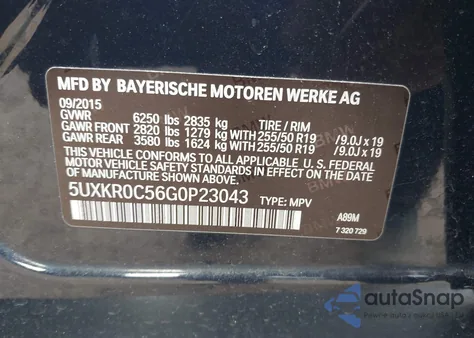 MFD BY BAYERISCHE MOTOREN WERKE AG
09/2015
GVWR 6250 lbs 2835 kg TIRE / RIM
GAWR FRONT 2820 lbs 1279 kg WITH 255/50 R19 /9.0J x 19
GAWR REAR 3580 lbs 1624 kg WITH 255/50 R19 /9.0J x 19
THIS VEHICLE CONFORMS TO ALL APPLICABLE U. S. FEDERAL
MOTOR VEHICLE SAFETY STANDARDS IN EFFECT ON THE
DATE OF MANUFACTURE SHOWN ABOVE.
5UXKR0C56G0P23043 TYPE: MPV
A89M
7 320 729
autoSnap